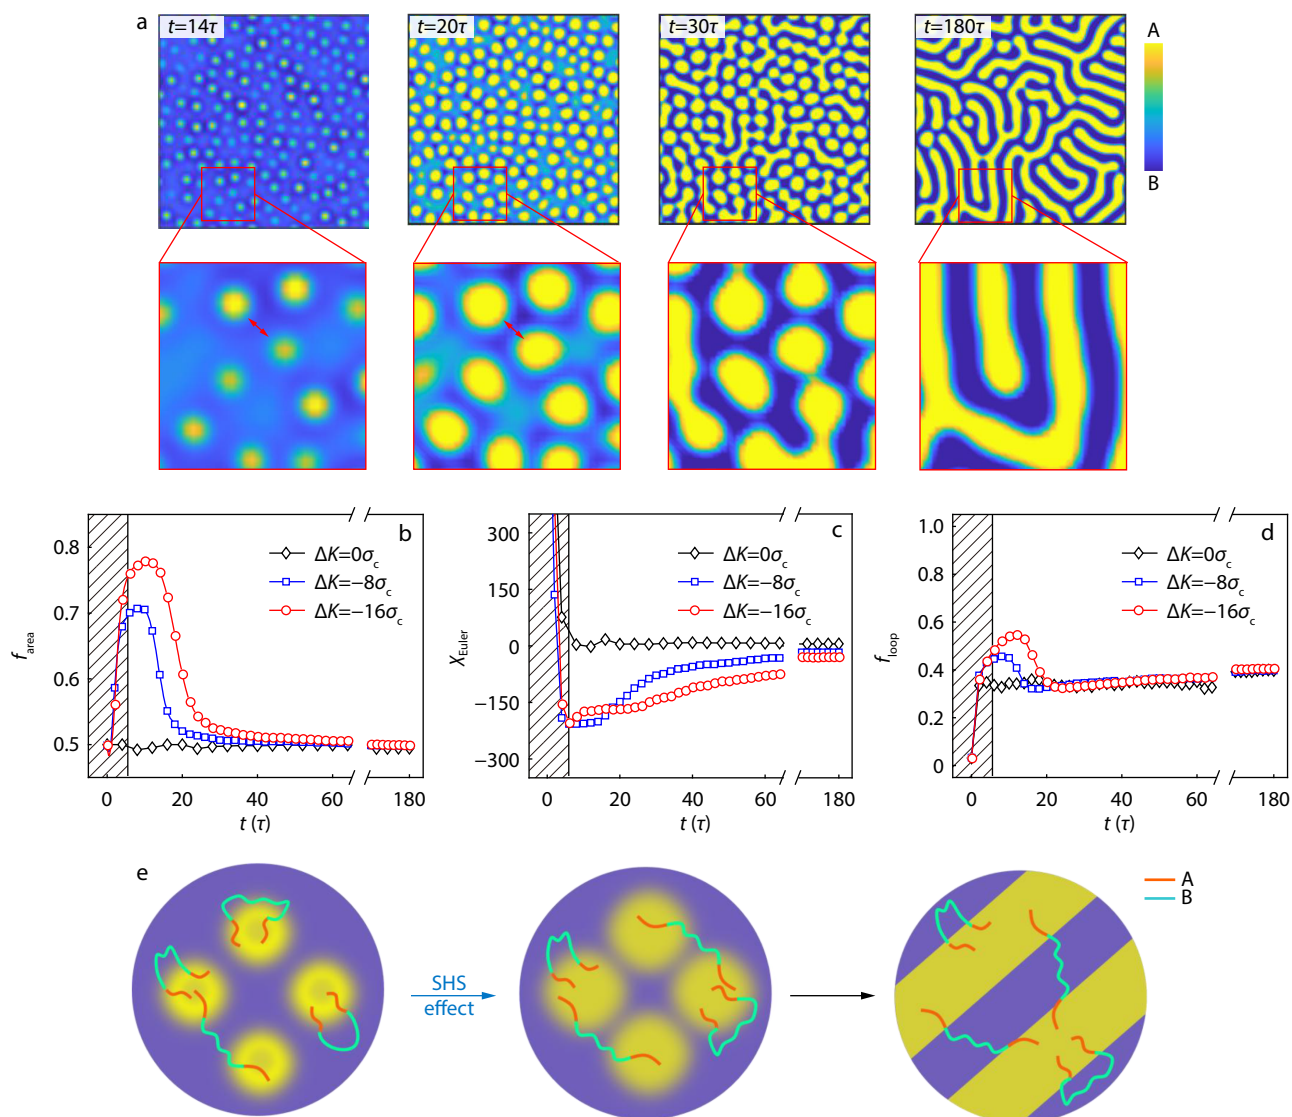 a
t=14τ
t=20τ
t=30τ
t=180τ
A
B
b
f_area
0.8
0.7
0.6
0.5
ΔK=0σ_c
ΔK=−8σ_c
ΔK=−16σ_c
0 20 40 60 180
t (τ)
c
χ_Euler
300
150
0
−150
−300
ΔK=0σ_c
ΔK=−8σ_c
ΔK=−16σ_c
0 20 40 60 180
t (τ)
d
f_loop
1.0
0.8
0.6
0.4
0.2
0
ΔK=0σ_c
ΔK=−8σ_c
ΔK=−16σ_c
0 20 40 60 180
t (τ)
e
SHS
effect
A
B